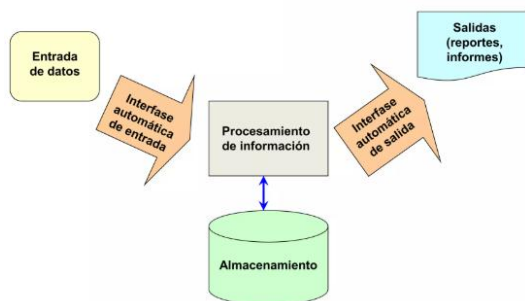 Entrada
de datos
Interfase
automática
de entrada
Procesamiento
de información
Interfase
automática
de salida
Salidas
(reportes,
informes)
Almacenamiento